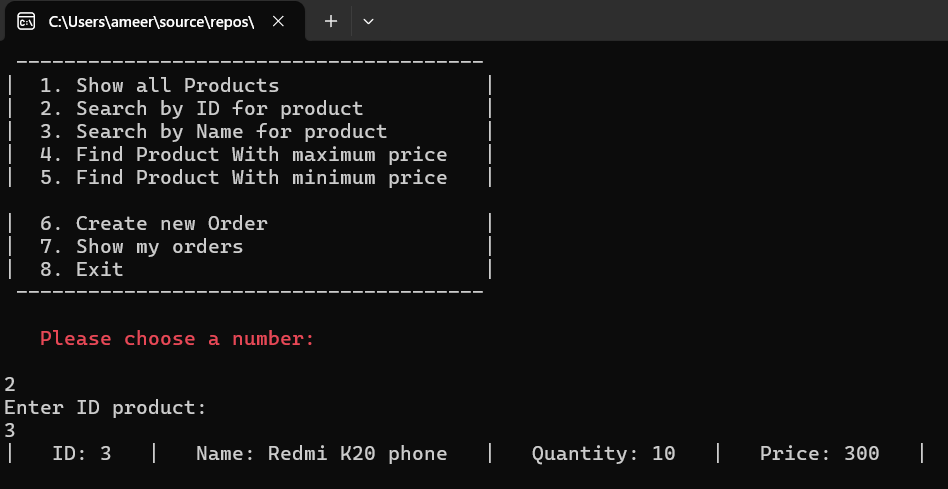 C:\Users\ameer\source\repos\
---------------------------------------
|  1. Show all Products                 |
|  2. Search by ID for product          |
|  3. Search by Name for product        |
|  4. Find Product With maximum price   |
|  5. Find Product With minimum price   |
|  6. Create new Order                  |
|  7. Show my orders                    |
|  8. Exit                              |
---------------------------------------
Please choose a number:
2
Enter ID product:
3
|   ID: 3   |   Name: Redmi K20 phone   |   Quantity: 10   |   Price: 300   |